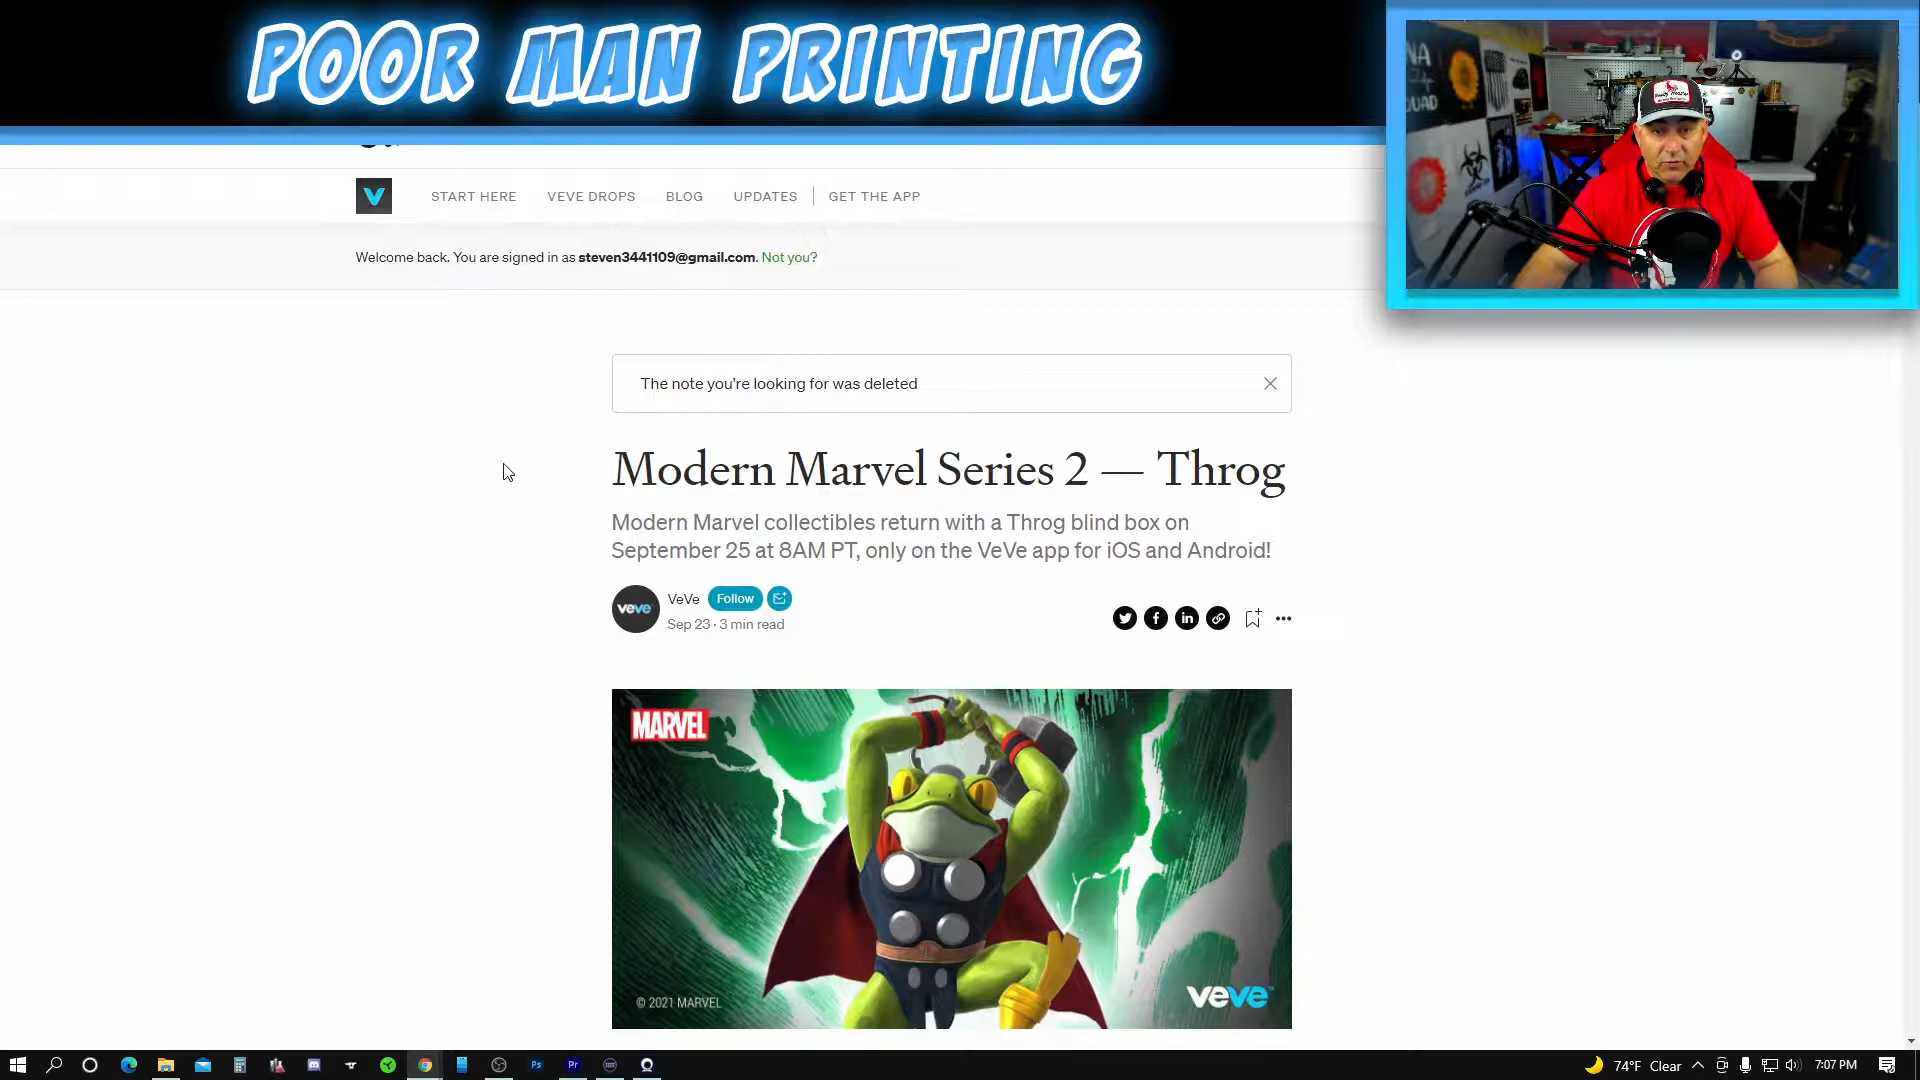 POOR MAN PRINTING
V
START HERE
VEVE DROPS
BLOG
UPDATES
GET THE APP
Welcome back. You are signed in as steven3441109@gmail.com. Not you?
The note you're looking for was deleted
Modern Marvel Series 2 — Throg
Modern Marvel collectibles return with a Throg blind box on
September 25 at 8AM PT, only on the VeVe app for iOS and Android!
veve
VeVe
Follow
Sep 23 · 3 min read
MARVEL
© 2021 MARVEL
veve
74°F Clear
7:07 PM